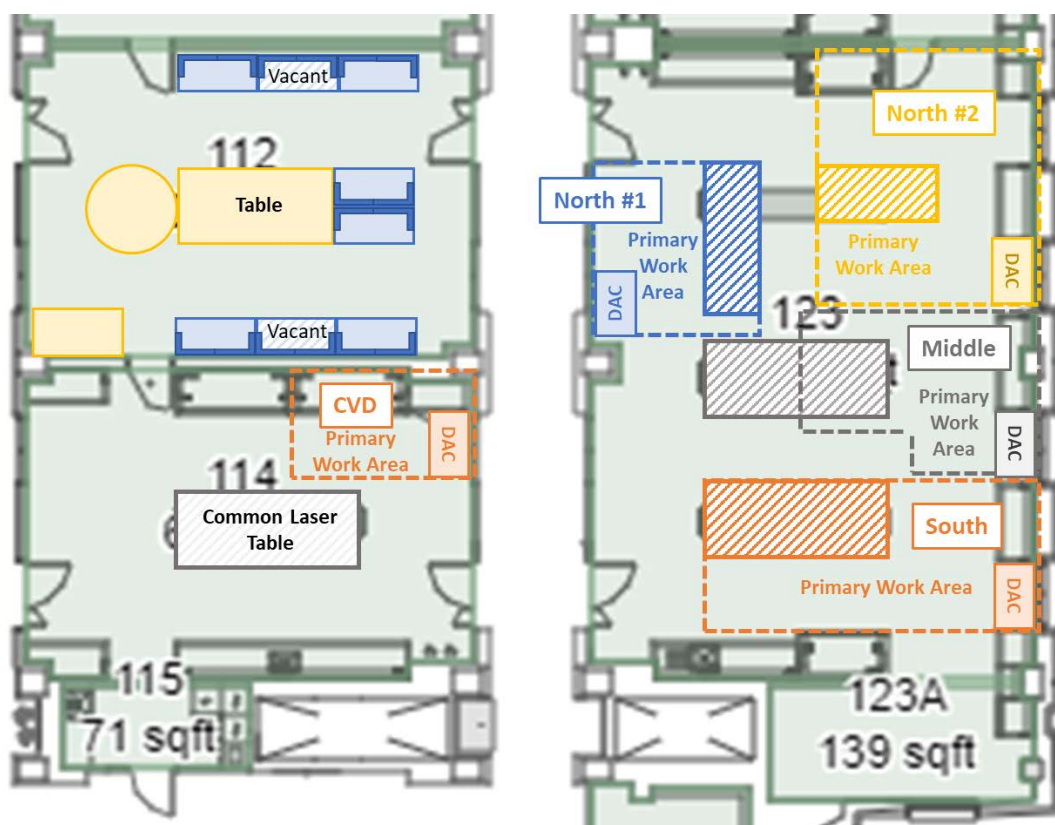 Vacant
112
Table
Vacant
CVD
Primary
Work Area
DAC
114
Common Laser
Table
115
71 sqft
North #2
North #1
Primary
Work
Area
DAC
Primary
Work Area
DAC
123
Middle
Primary
Work
Area
DAC
South
Primary Work Area
DAC
123A
139 sqft